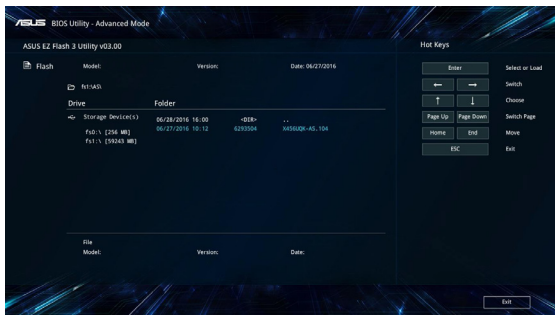 ASUS BIOS Utility - Advanced Mode
ASUS EZ Flash 3 Utility v03.00
Hot Keys
Flash
Model: Version: Date: 06/27/2016
fs1:\AS\
Drive Folder
Storage Device(s)
fs0:\ [256 MB]
fs1:\ [59243 MB]
06/28/2016 16:00 <DIR> ..
06/27/2016 10:12 6293504 X456UQK-AS.104
File
Model: Version: Date:
Enter Select or Load
← → Switch
↑ ↓ Choose
Page Up Page Down Switch Page
Home End Move
ESC Exit
Exit